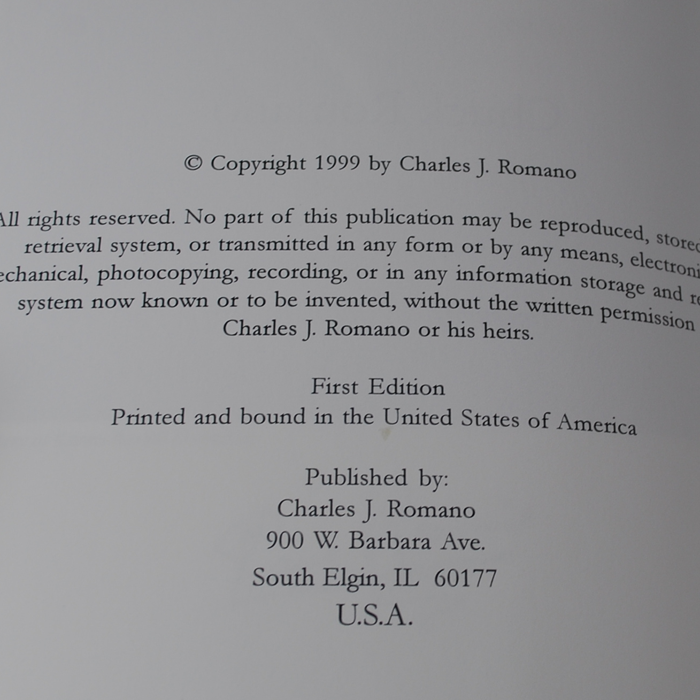 © Copyright 1999 by Charles J. Romano
All rights reserved. No part of this publication may be reproduced, stored
retrieval system, or transmitted in any form or by any means, electroni
echanical, photocopying, recording, or in any information storage and re
system now known or to be invented, without the written permission
Charles J. Romano or his heirs.
First Edition
Printed and bound in the United States of America
Published by:
Charles J. Romano
900 W. Barbara Ave.
South Elgin, IL 60177
U.S.A.